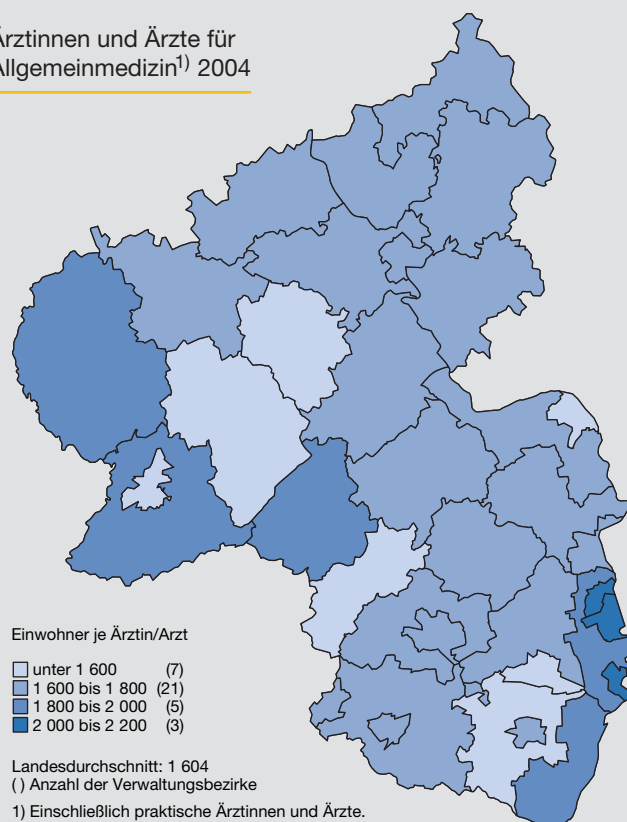 Ärztinnen und Ärzte für
Allgemeinmedizin1) 2004
Einwohner je Ärztin/Arzt
unter 1 600 (7)
1 600 bis 1 800 (21)
1 800 bis 2 000 (5)
2 000 bis 2 200 (3)
Landesdurchschnitt: 1 604
( ) Anzahl der Verwaltungsbezirke
1) Einschließlich praktische Ärztinnen und Ärzte.